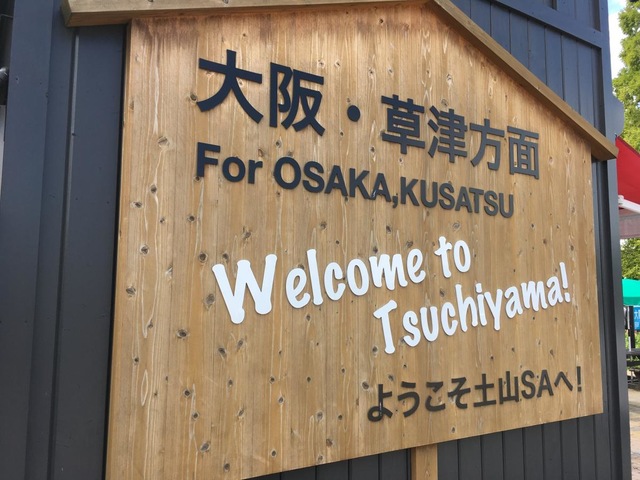 大阪・草津方面
For OSAKA,KUSATSU
Welcome to
Tsuchiyama!
ようこそ土山SAへ!